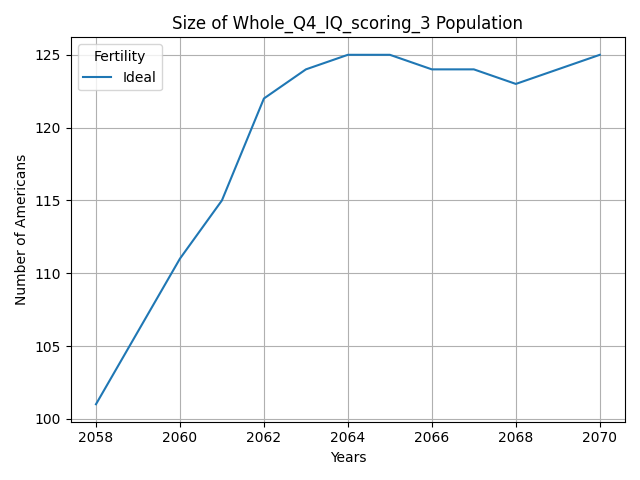 Size of Whole_Q4_IQ_scoring_3 Population
Fertility
Ideal
Number of Americans
125
120
115
110
105
100
2058 2060 2062 2064 2066 2068 2070
Years